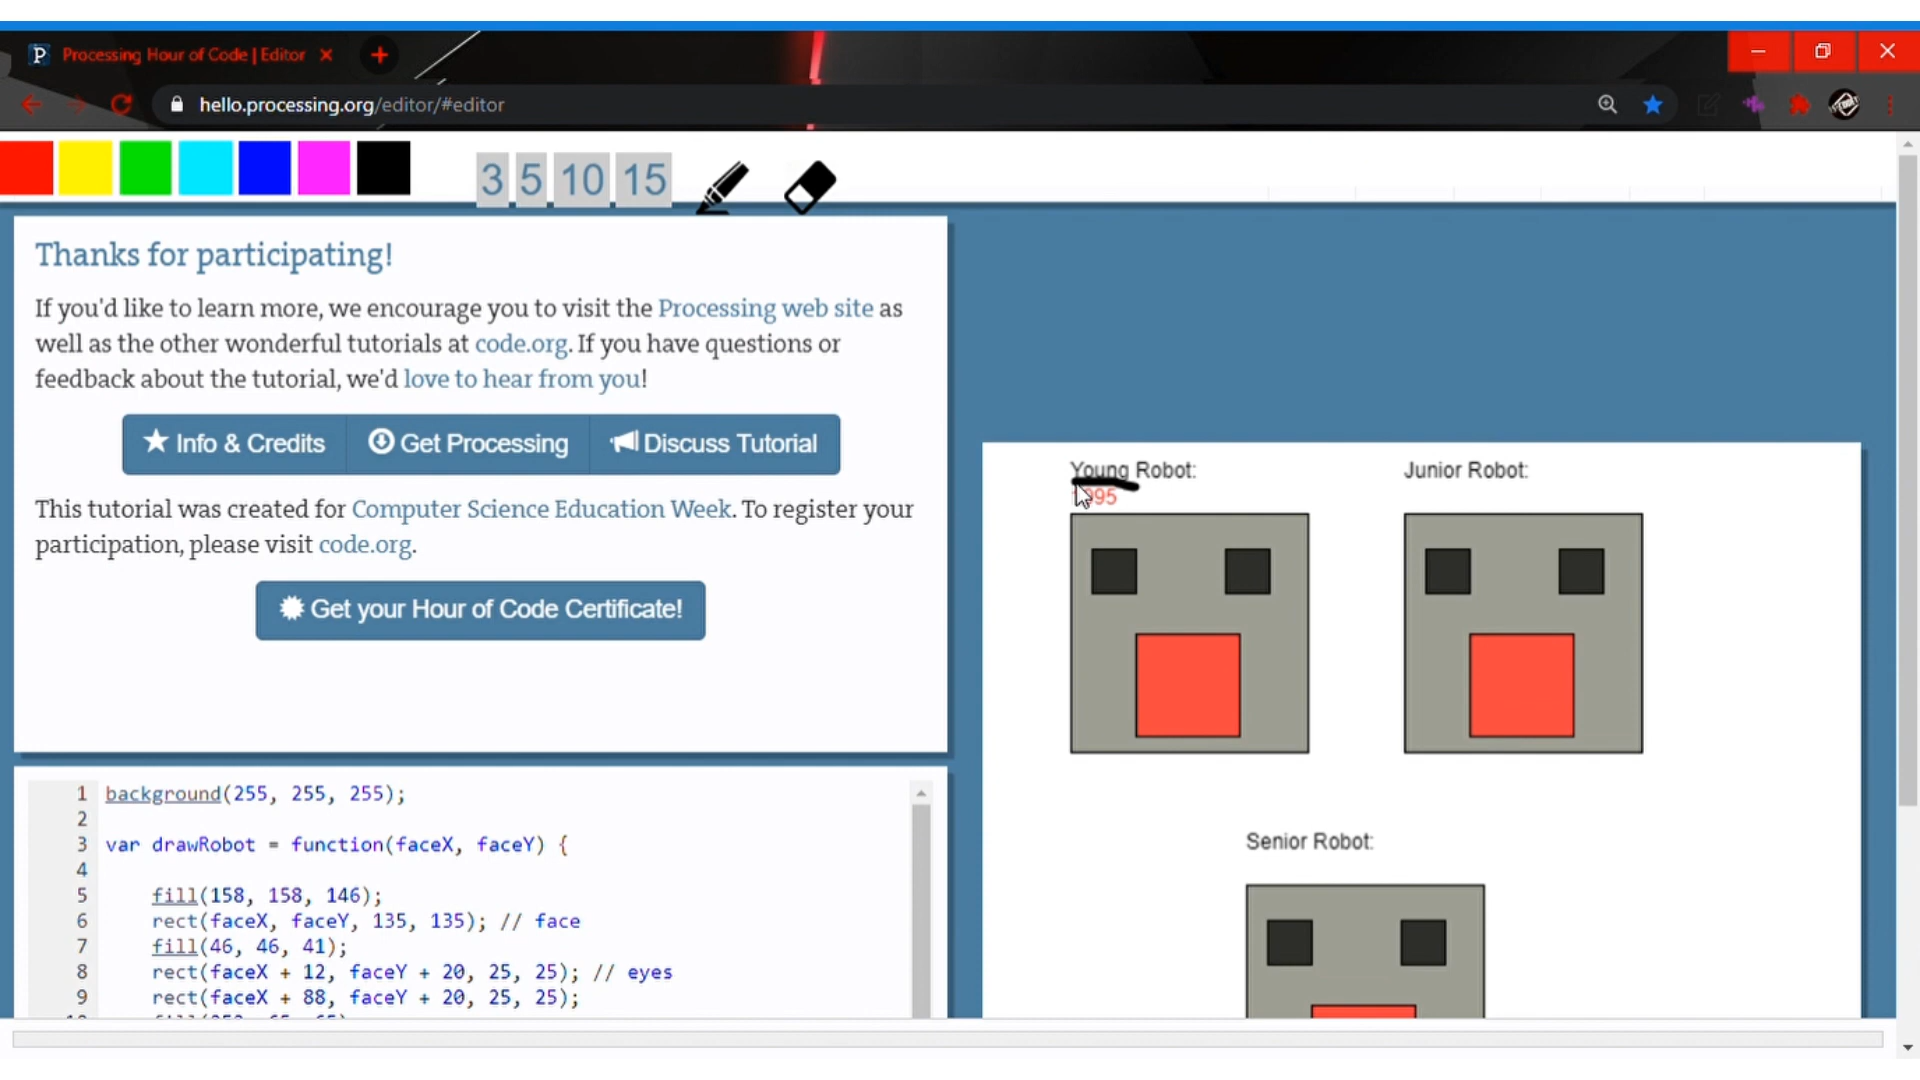 Processing Hour of Code | Editor
hello.processing.org/editor/#editor
3 5 10 15
Thanks for participating!
If you'd like to learn more, we encourage you to visit the Processing web site as
well as the other wonderful tutorials at code.org. If you have questions or
feedback about the tutorial, we'd love to hear from you!
Info & Credits
Get Processing
Discuss Tutorial
This tutorial was created for Computer Science Education Week. To register your
participation, please visit code.org.
Get your Hour of Code Certificate!
1 background(255, 255, 255);
2
3 var drawRobot = function(faceX, faceY) {
4
5 fill(158, 158, 146);
6 rect(faceX, faceY, 135, 135); // face
7 fill(46, 46, 41);
8 rect(faceX + 12, faceY + 20, 25, 25); // eyes
9 rect(faceX + 88, faceY + 20, 25, 25);
Young Robot:
Junior Robot:
Senior Robot: